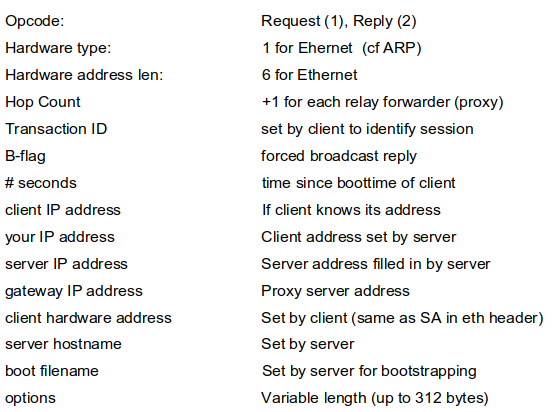 Opcode: Request (1), Reply (2)
Hardware type: 1 for Ehernet (cf ARP)
Hardware address len: 6 for Ethernet
Hop Count +1 for each relay forwarder (proxy)
Transaction ID set by client to identify session
B-flag forced broadcast reply
# seconds time since boottime of client
client IP address If client knows its address
your IP address Client address set by server
server IP address Server address filled in by server
gateway IP address Proxy server address
client hardware address Set by client (same as SA in eth header)
server hostname Set by server
boot filename Set by server for bootstrapping
options Variable length (up to 312 bytes)